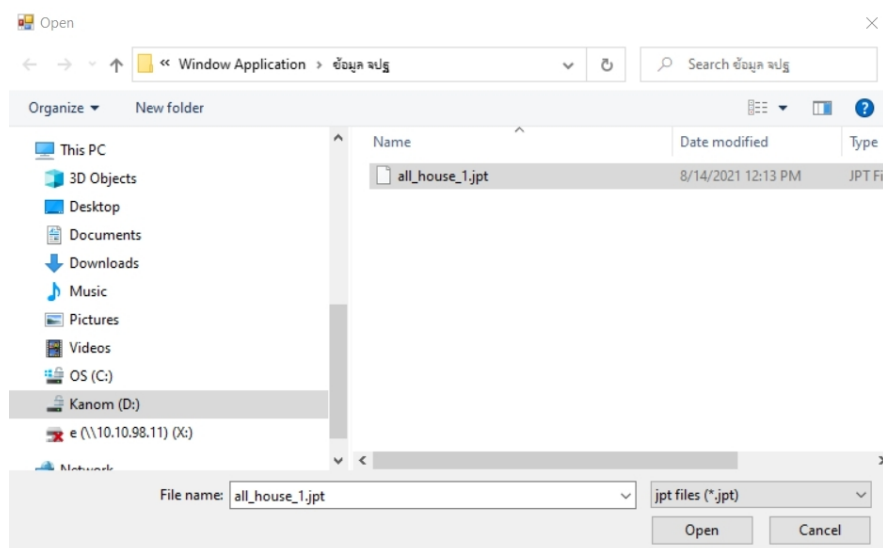 Open
« Window Application › ข้อมูล จปฐ
Search ข้อมูล จปฐ
Organize
New folder
This PC
3D Objects
Desktop
Documents
Downloads
Music
Pictures
Videos
OS (C:)
Kanom (D:)
e (\\10.10.98.11) (X:)
Network
Name
Date modified
Type
all_house_1.jpt
8/14/2021 12:13 PM
JPT Fi
File name:
all_house_1.jpt
jpt files (*.jpt)
Open
Cancel